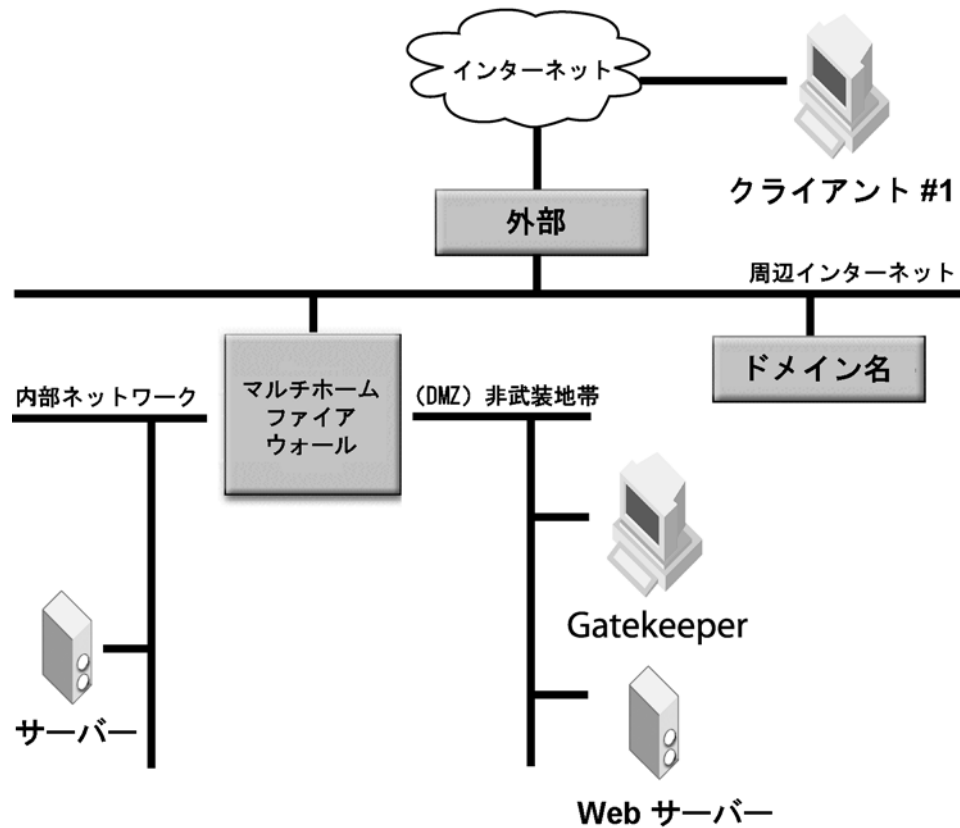 インターネット
クライアント #1
外部
周辺インターネット
マルチホーム
ファイア
ウォール
ドメイン名
内部ネットワーク
（DMZ）非武装地帯
Gatekeeper
サーバー
Web サーバー